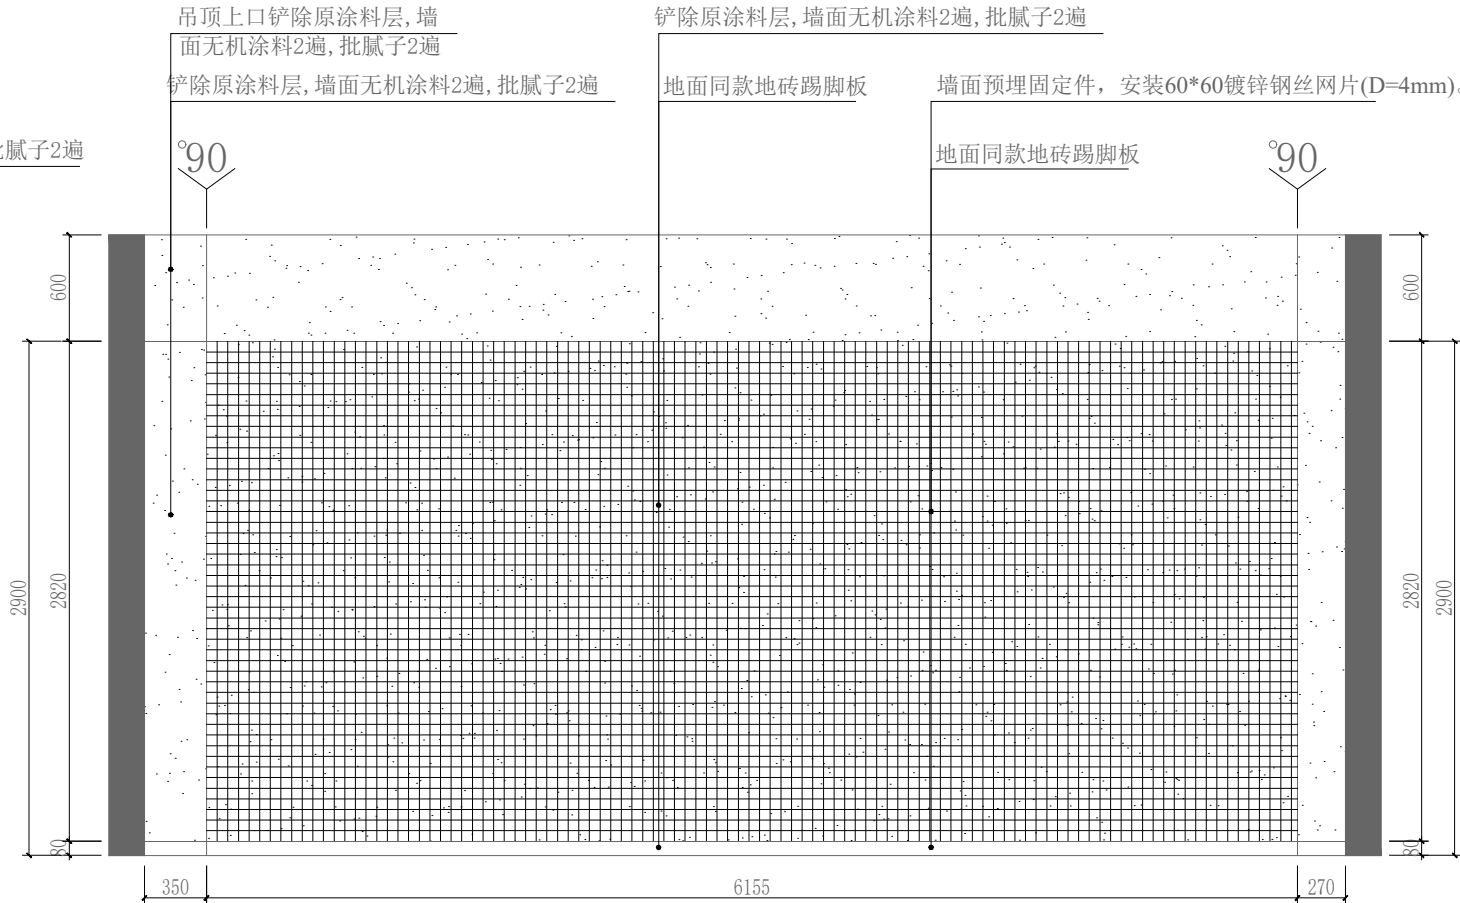 吊顶上口铲除原涂料层,墙
面无机涂料2遍,批腻子2遍
铲除原涂料层,墙面无机涂料2遍,批腻子2遍
铲除原涂料层,墙面无机涂料2遍,批腻子2遍
地面同款地砖踢脚板
墙面预埋固定件，安装60*60镀锌钢丝网片(D=4mm)。
腻子2遍
地面同款地砖踢脚板
°90
°90
600
2820
2900
80
600
2820
2900
80
350
6155
270